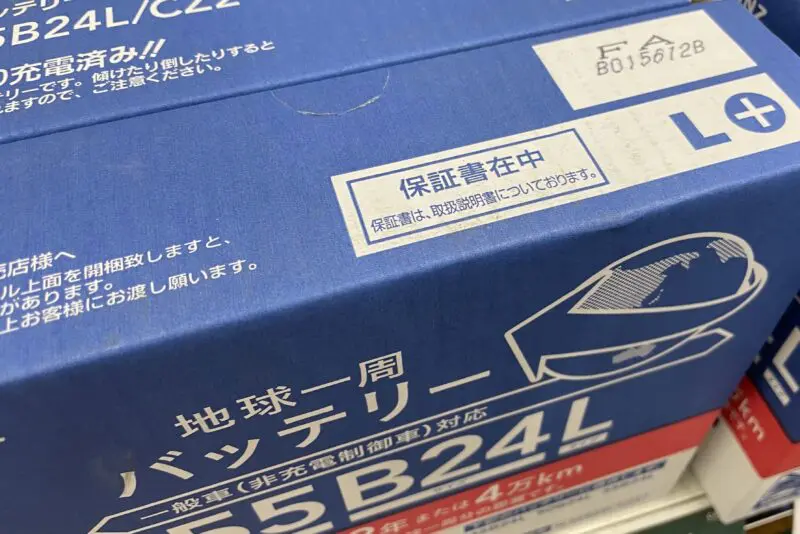 5B24L/CZZ
充電済み!!
テリーです。傾けたり倒したりすると
れますので、ご注意ください。
FA
B015672B
L+
保証書在中
保証書は、取扱説明書についております。
売店様へ
ル上面を開梱致しますと、
があります。
上お客様にお渡し願います。
地球一周
バッテリー
一般車（非充電制御車）対応
55B24L
年または4万km
L
km